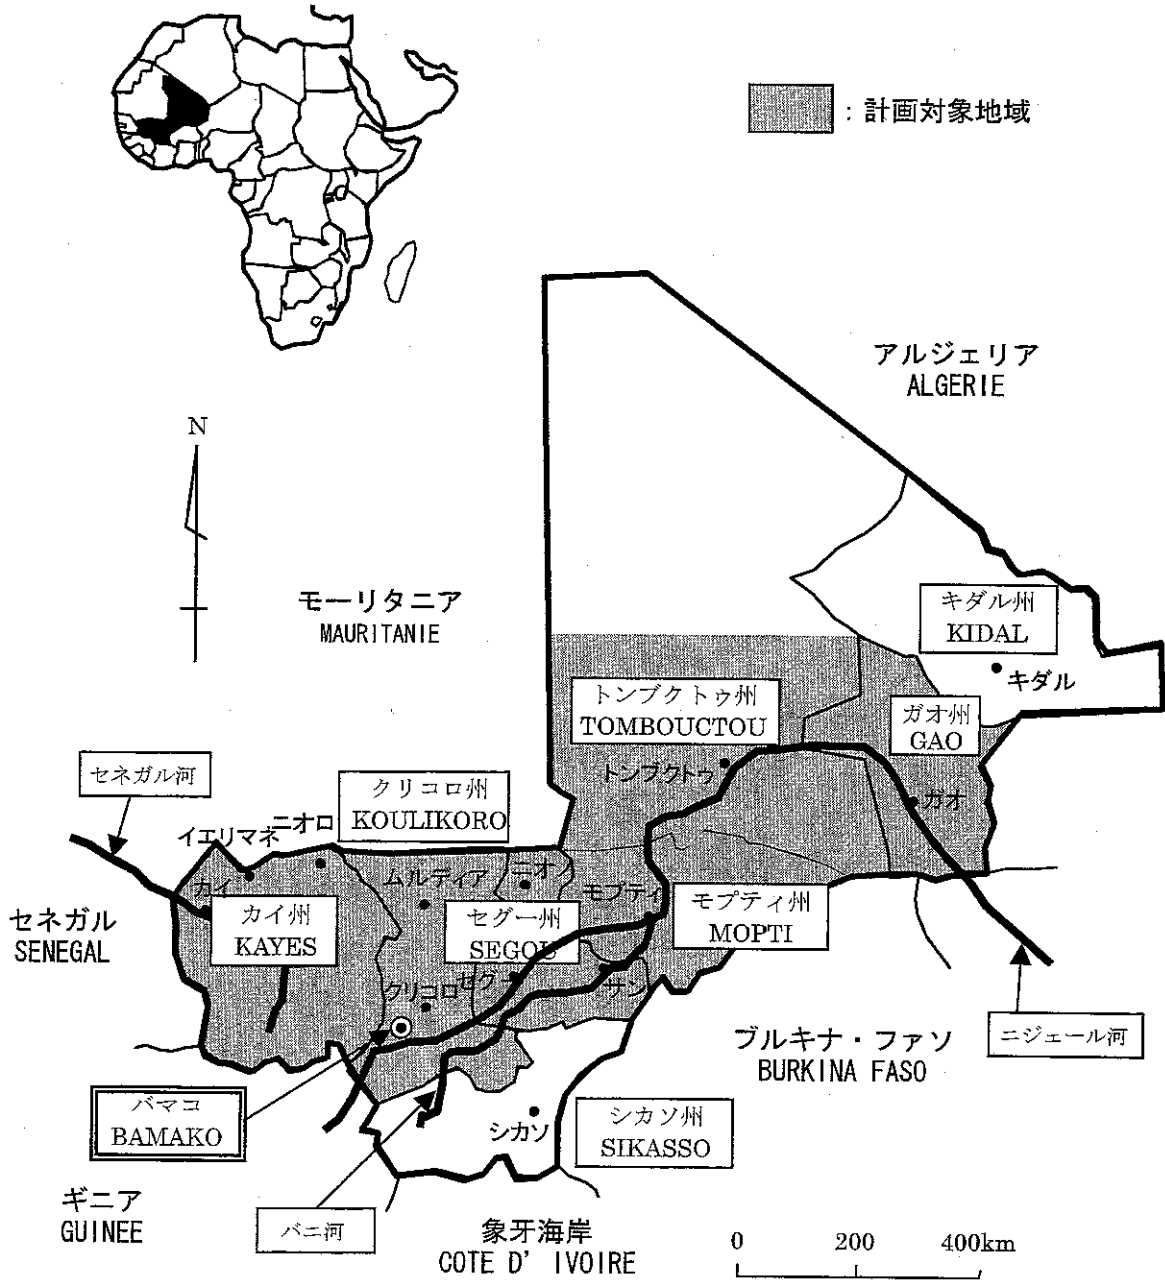 ：計画対象地域
アルジェリア
ALGERIE
N
モーリタニア
MAURITANIE
キダル州
KIDAL
キダル
トンブクトゥ州
TOMBOUCTOU
ガオ州
GAO
トンブクトゥ
ガオ
セネガル河
クリコロ州
KOULIKORO
イエリマネ
ニオロ
ムルディア
ニオノ
モプティ
カイ
カイ州
KAYES
セグー州
SEGOU
モプティ州
MOPTI
セネガル
SENEGAL
クリコロ
セグー
サン
ブルキナ・ファソ
BURKINA FASO
ニジェール河
バマコ
BAMAKO
シカソ
シカソ州
SIKASSO
ギニア
GUINEE
バニ河
象牙海岸
COTE D' IVOIRE
0 200 400km